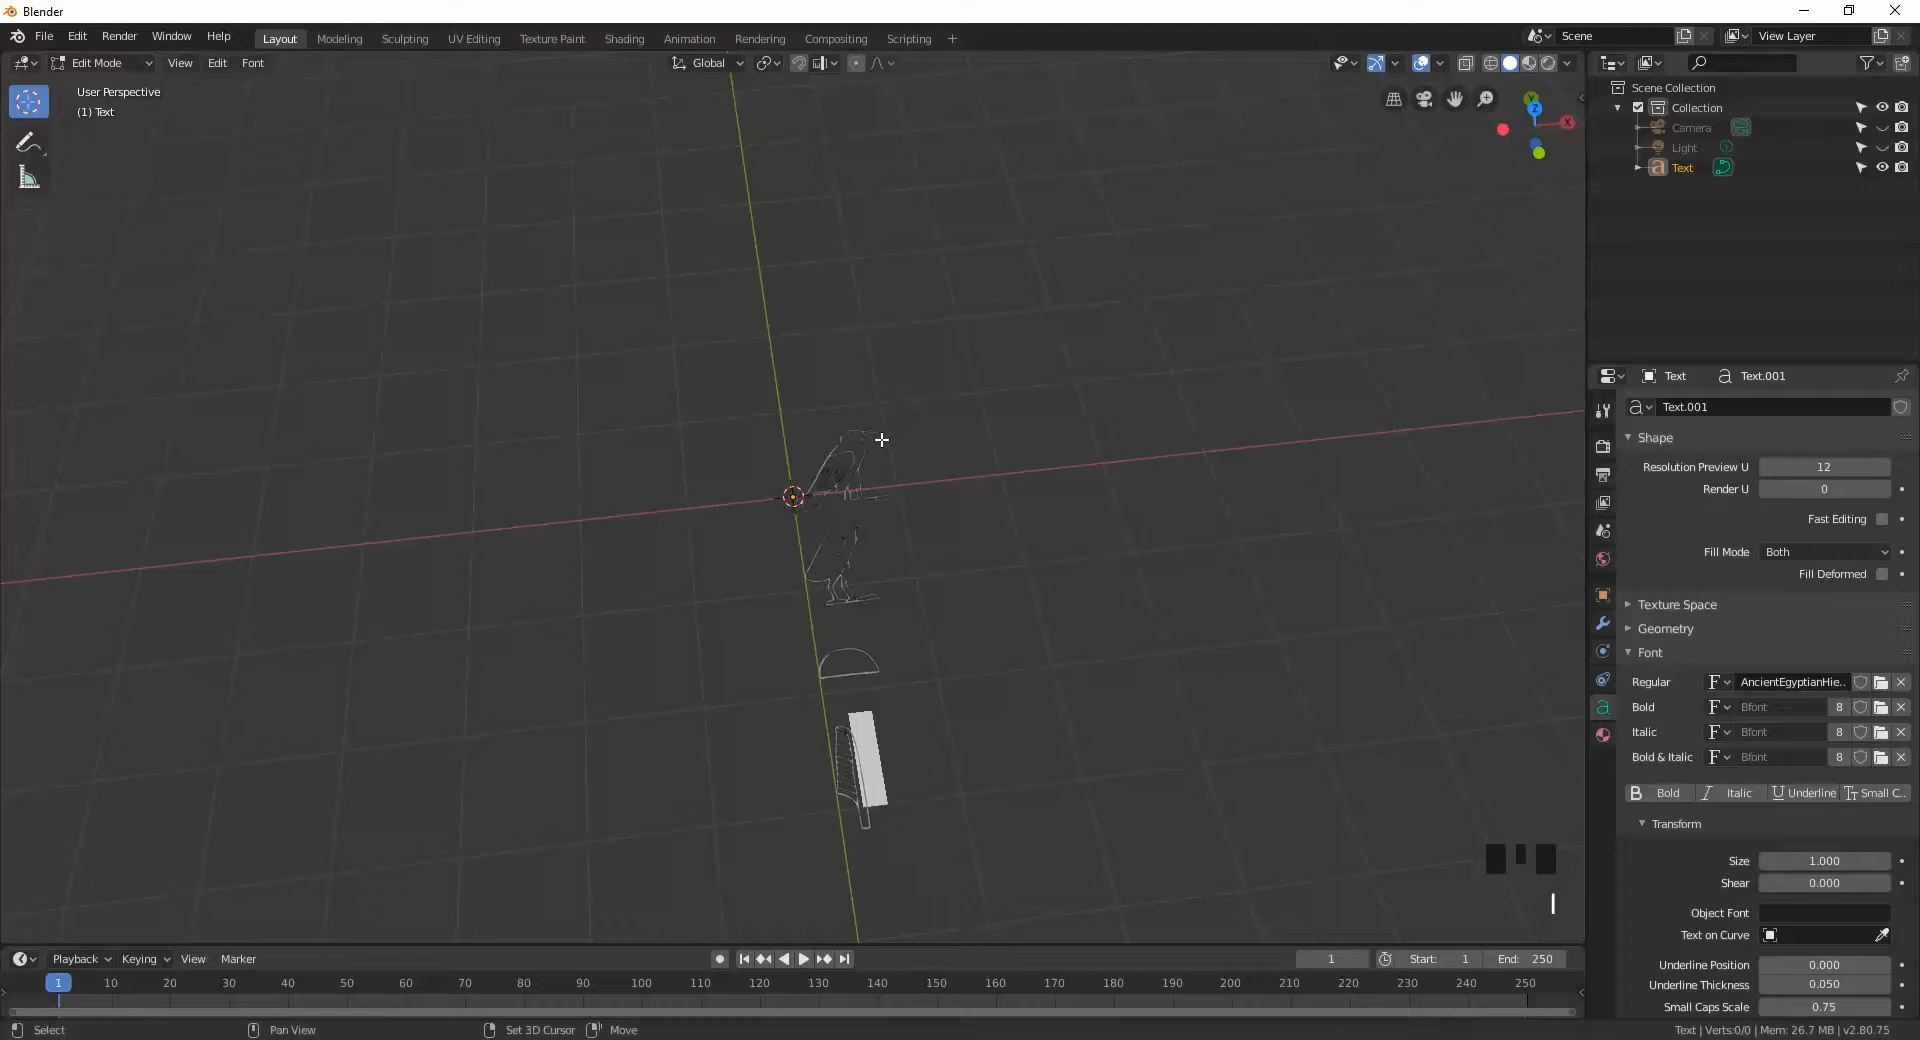 Blender
File Edit Render Window Help
Layout Modeling Sculpting UV Editing Texture Paint Shading Animation Rendering Compositing Scripting +
Scene
View Layer
Edit Mode View Edit Font
Global
User Perspective
(1) Text
Y
Z
X
Scene Collection
Collection
Camera
Light
Text
Text Text.001
Text.001
Shape
Resolution Preview U 12
Render U 0
Fast Editing
Fill Mode Both
Fill Deformed
Texture Space
Geometry
Font
Regular AncientEgyptianHie..
Bold Bfont 8
Italic Bfont 8
Bold & Italic Bfont 8
Bold Italic Underline Small C..
Transform
Size 1.000
Shear 0.000
Object Font
Text on Curve
Underline Position 0.000
Underline Thickness 0.050
Small Caps Scale 0.75
Playback Keying View Marker
1 Start: 1 End: 250
1 10 20 30 40 50 60 70 80 90 100 110 120 130 140 150 160 170 180 190 200 210 220 230 240 250
Select Pan View Set 3D Cursor Move
Text | Verts:0/0 | Mem: 26.7 MB | v2.80.75